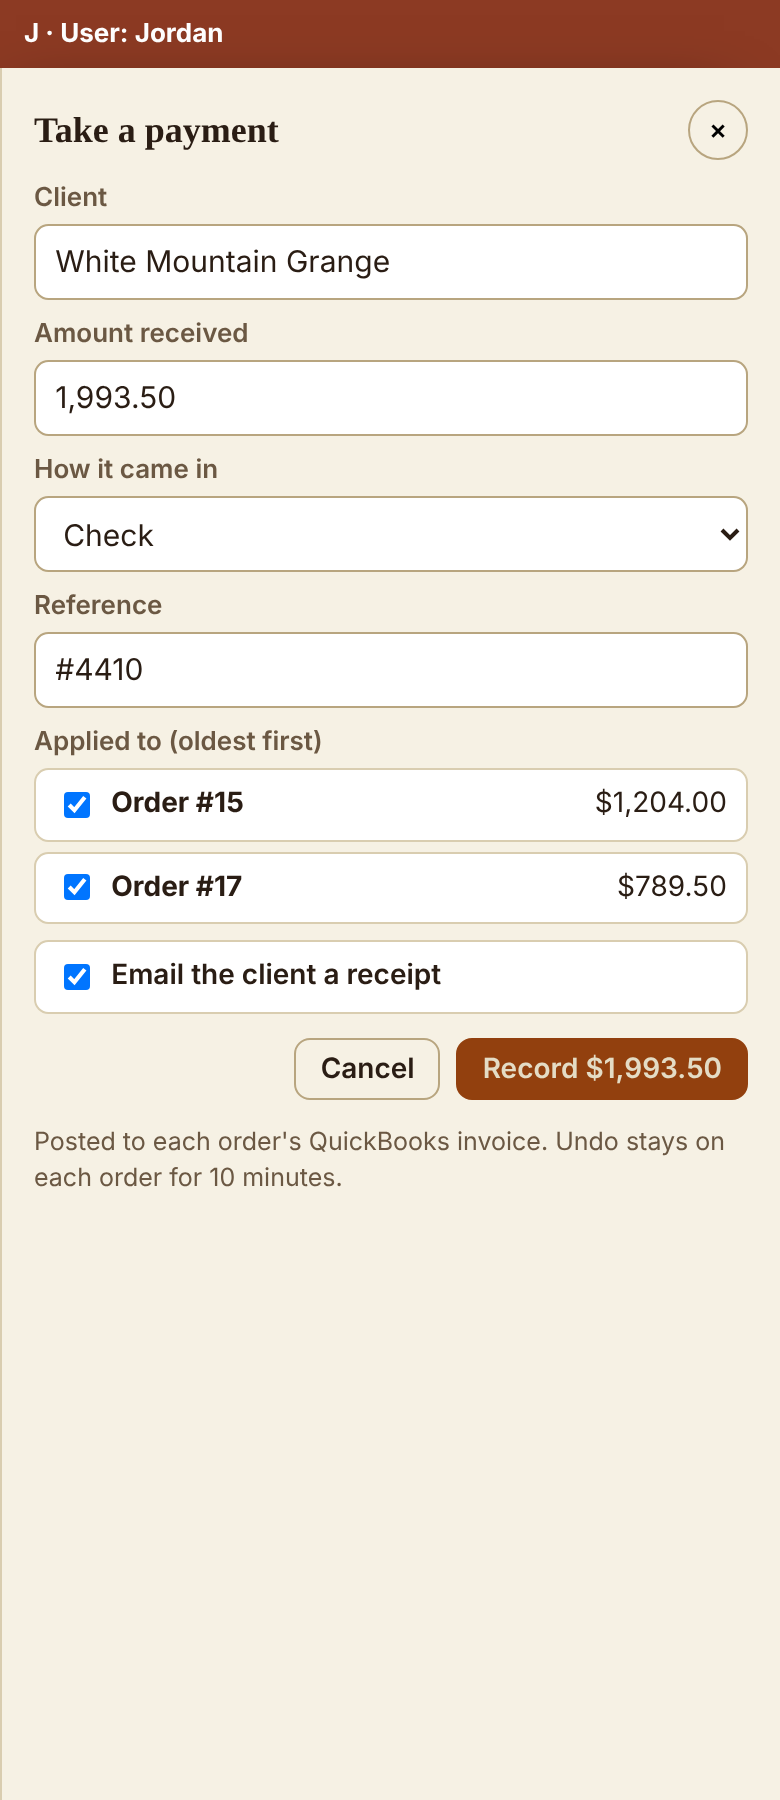 J · User: Jordan
Take a payment
×
Client
White Mountain Grange
Amount received
1,993.50
How it came in
Check
Reference
#4410
Applied to (oldest first)
Order #15 $1,204.00
Order #17 $789.50
Email the client a receipt
Cancel Record $1,993.50
Posted to each order's QuickBooks invoice. Undo stays on
each order for 10 minutes.